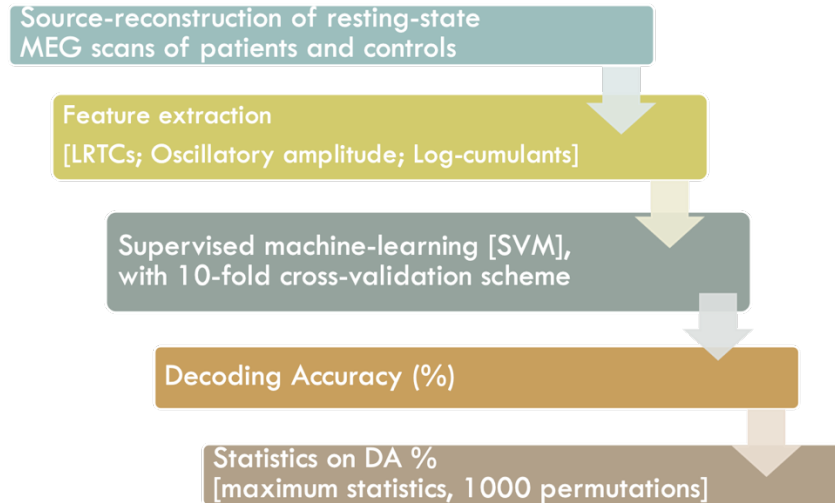 Source-reconstruction of resting-state
MEG scans of patients and controls
Feature extraction
[LRTCs; Oscillatory amplitude; Log-cumulants]
Supervised machine-learning [SVM],
with 10-fold cross-validation scheme
Decoding Accuracy (%)
Statistics on DA %
[maximum statistics, 1000 permutations]